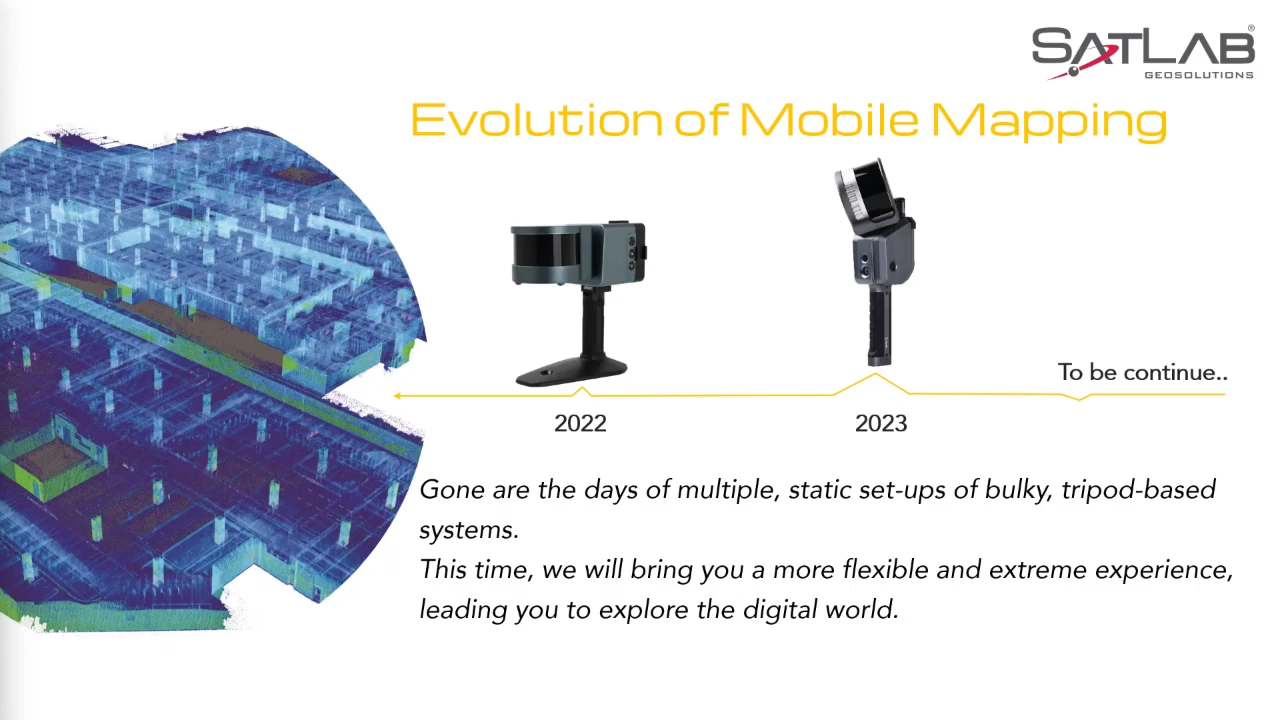 SATLAB®
GEOSOLUTIONS
Evolution of Mobile Mapping
To be continue..
2022
2023
Gone are the days of multiple, static set-ups of bulky, tripod-based
systems.
This time, we will bring you a more flexible and extreme experience,
leading you to explore the digital world.